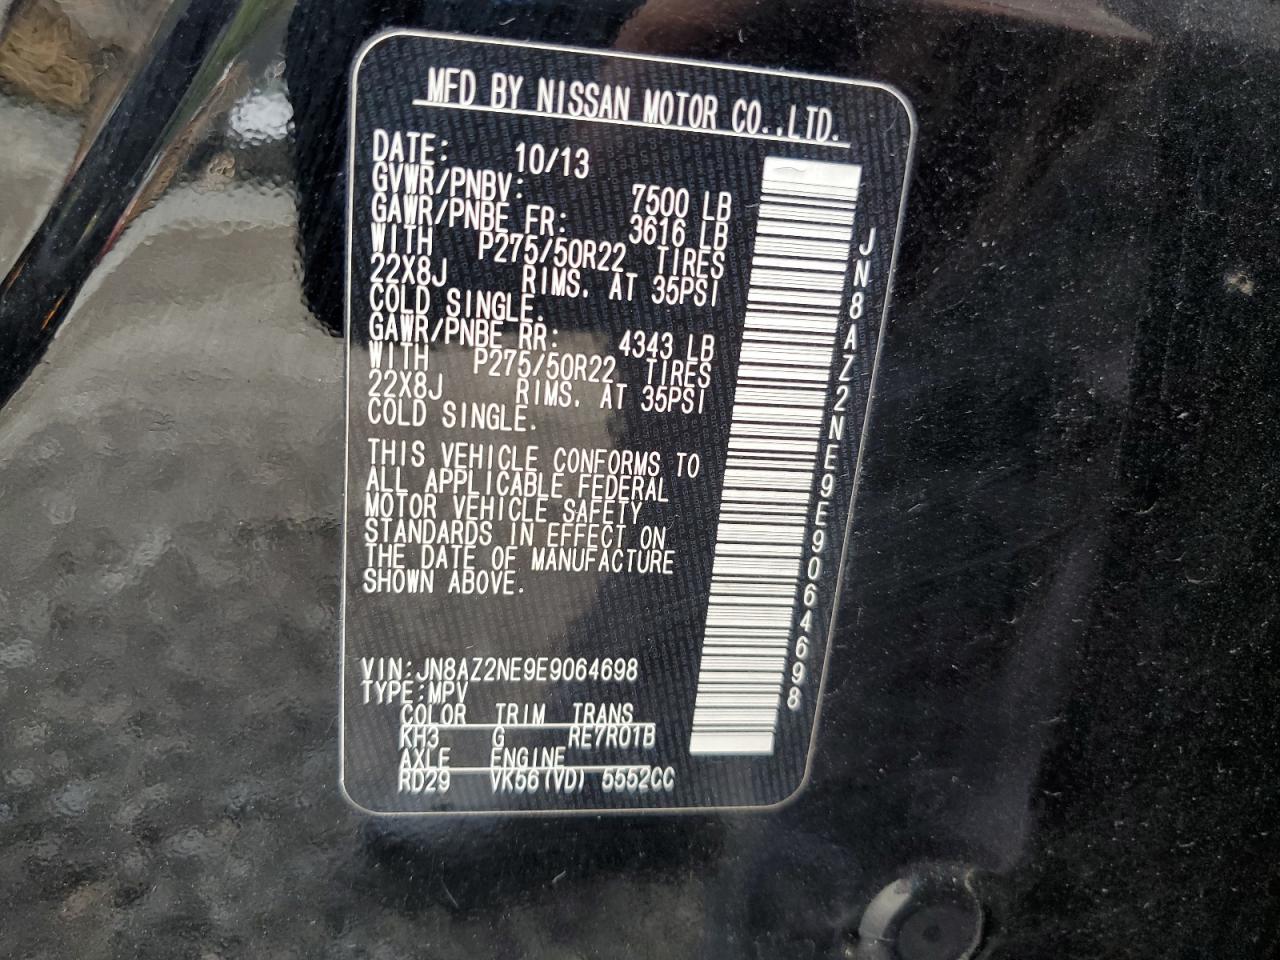 MFD BY NISSAN MOTOR CO.,LTD.
DATE: 10/13
GVWR/PNBV: 7500 LB
GAWR/PNBE FR: 3616 LB
WITH P275/50R22 TIRES
22X8J RIMS. AT 35PSI
COLD SINGLE.
GAWR/PNBE RR: 4343 LB
WITH P275/50R22 TIRES
22X8J RIMS. AT 35PSI
COLD SINGLE.
THIS VEHICLE CONFORMS TO
ALL APPLICABLE FEDERAL
MOTOR VEHICLE SAFETY
STANDARDS IN EFFECT ON
THE DATE OF MANUFACTURE
SHOWN ABOVE.
VIN:JN8AZ2NE9E9064698
TYPE:MPV
COLOR TRIM TRANS
KH3 G RE7R01B
AXLE ENGINE
RD29 VK56(VD) 5552CC
JN8AZ2NE9E9064698